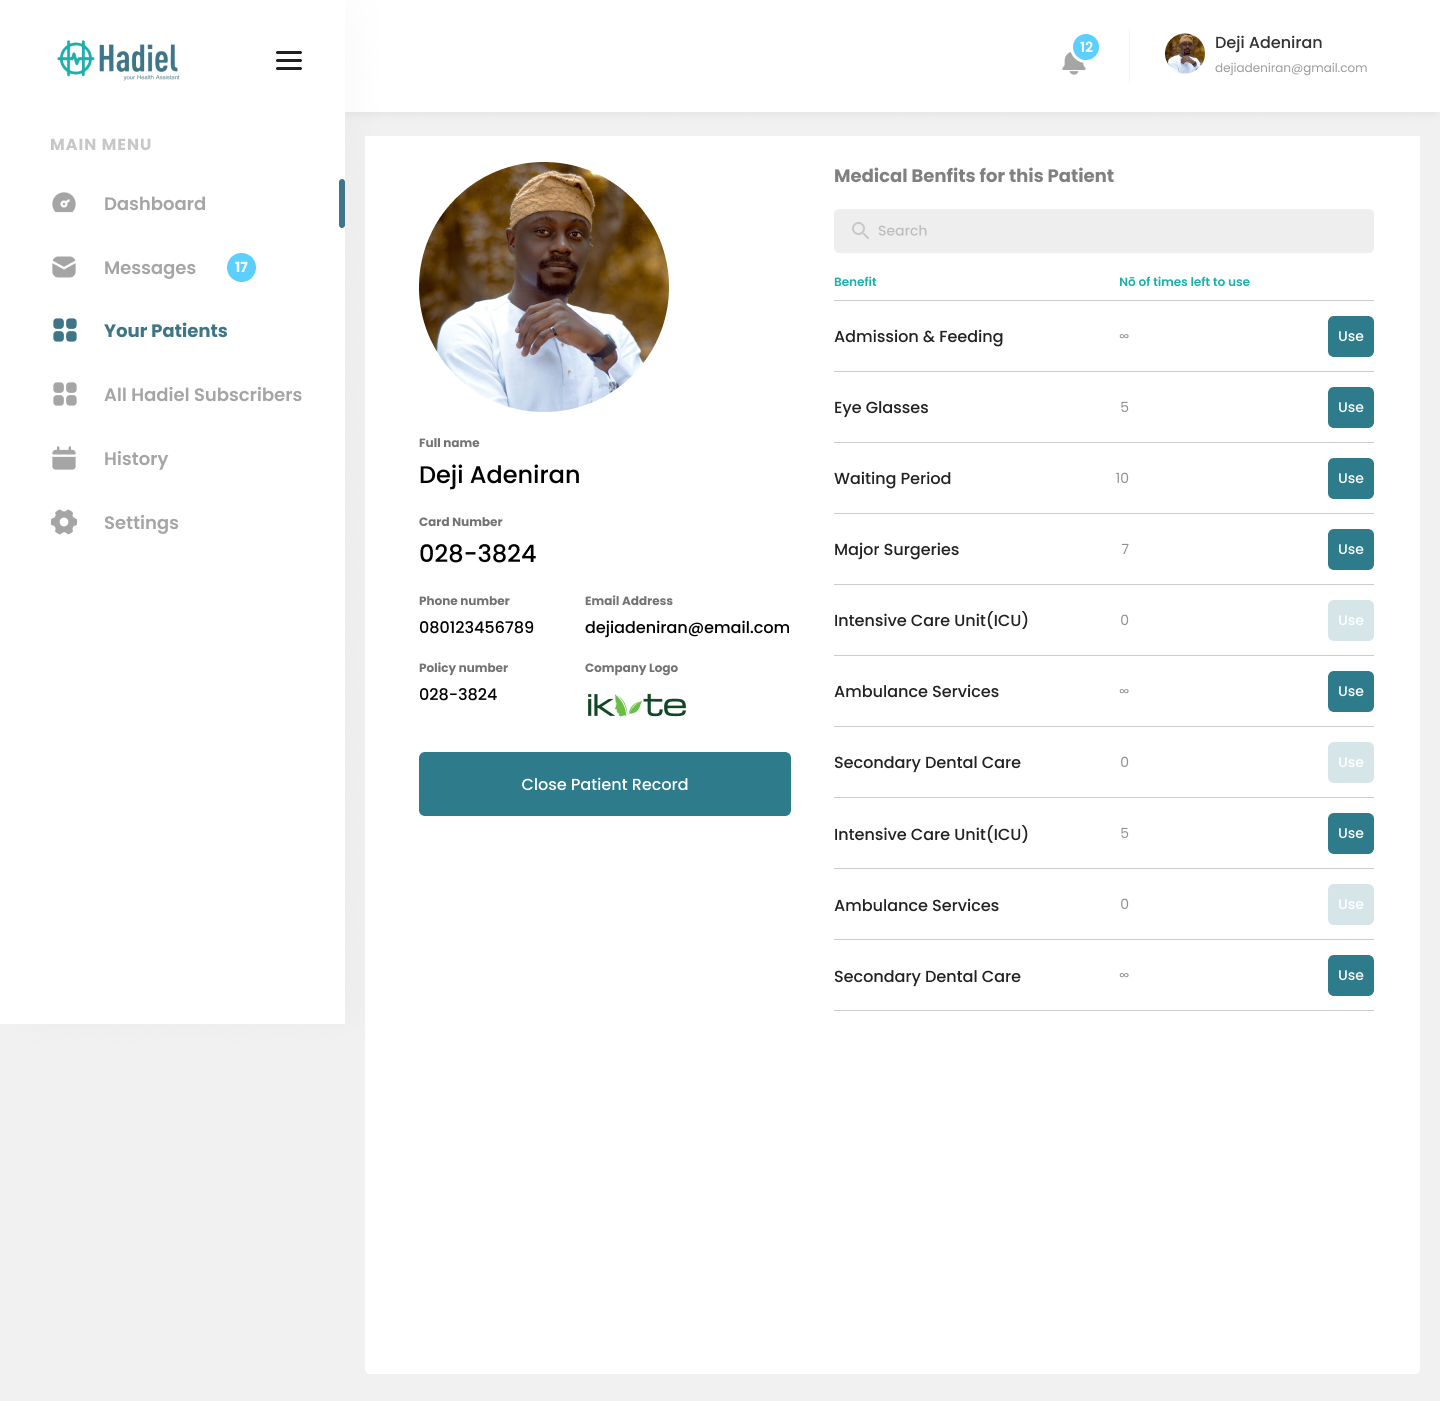 Hadiel
your Health Assistant
12
Deji Adeniran
dejiadeniran@gmail.com
MAIN MENU
Dashboard
Messages 17
Your Patients
All Hadiel Subscribers
History
Settings
Full name
Deji Adeniran
Card Number
028-3824
Phone number Email Address
080123456789 dejiadeniran@email.com
Policy number Company Logo
028-3824
Close Patient Record
Medical Benfits for this Patient
Search
Benefit Nō of times left to use
Admission & Feeding ∞ Use
Eye Glasses 5 Use
Waiting Period 10 Use
Major Surgeries 7 Use
Intensive Care Unit(ICU) 0 Use
Ambulance Services ∞ Use
Secondary Dental Care 0 Use
Intensive Care Unit(ICU) 5 Use
Ambulance Services 0 Use
Secondary Dental Care ∞ Use